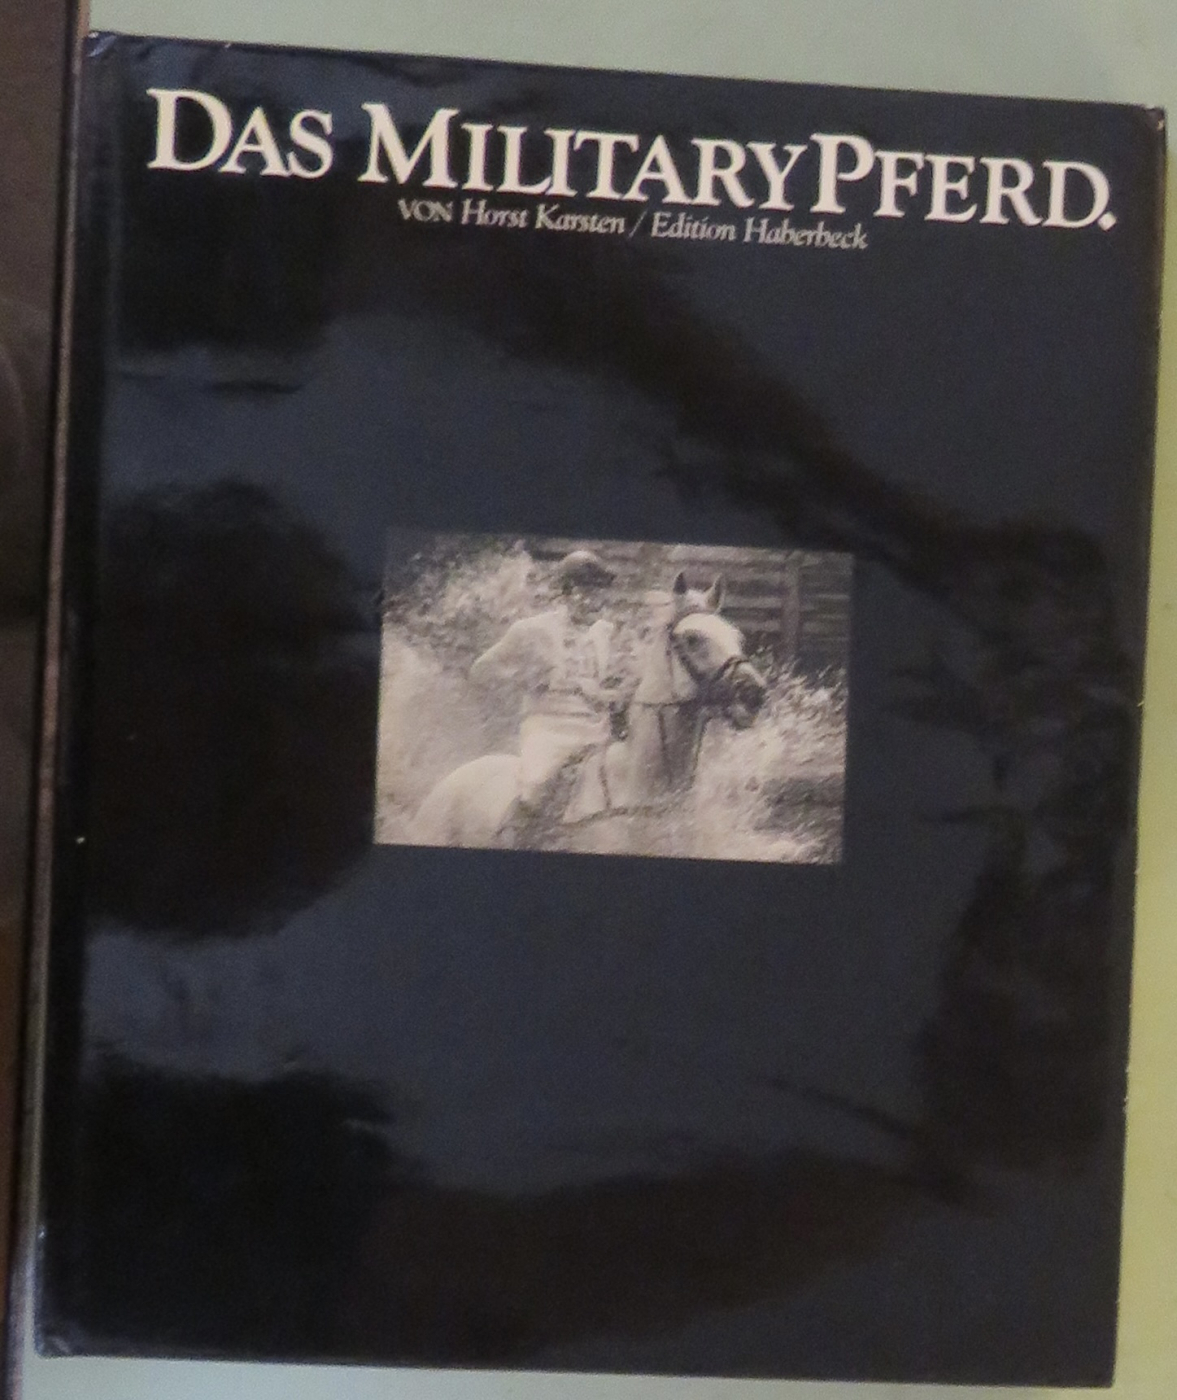 DAS MILITARYPFERD.
VON Horst Karsten / Edition Haberbeck